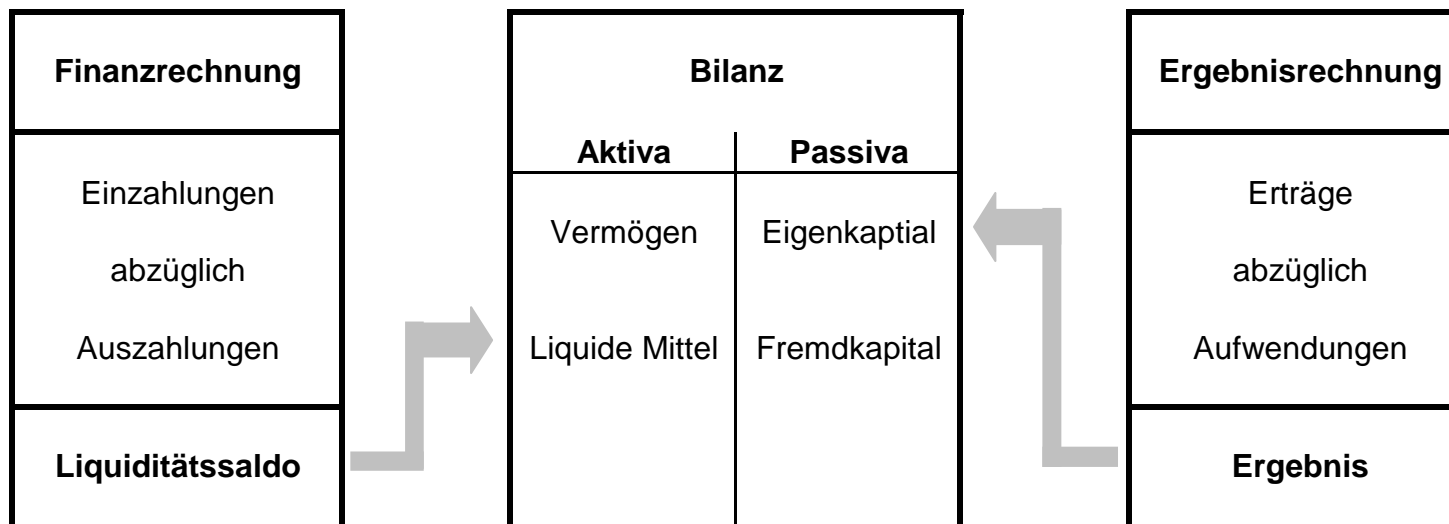 Finanzrechnung
Einzahlungen
abzüglich
Auszahlungen
Liquiditätssaldo
Bilanz
Aktiva Passiva
Vermögen Eigenkaptial
Liquide Mittel Fremdkapital
Ergebnisrechnung
Erträge
abzüglich
Aufwendungen
Ergebnis